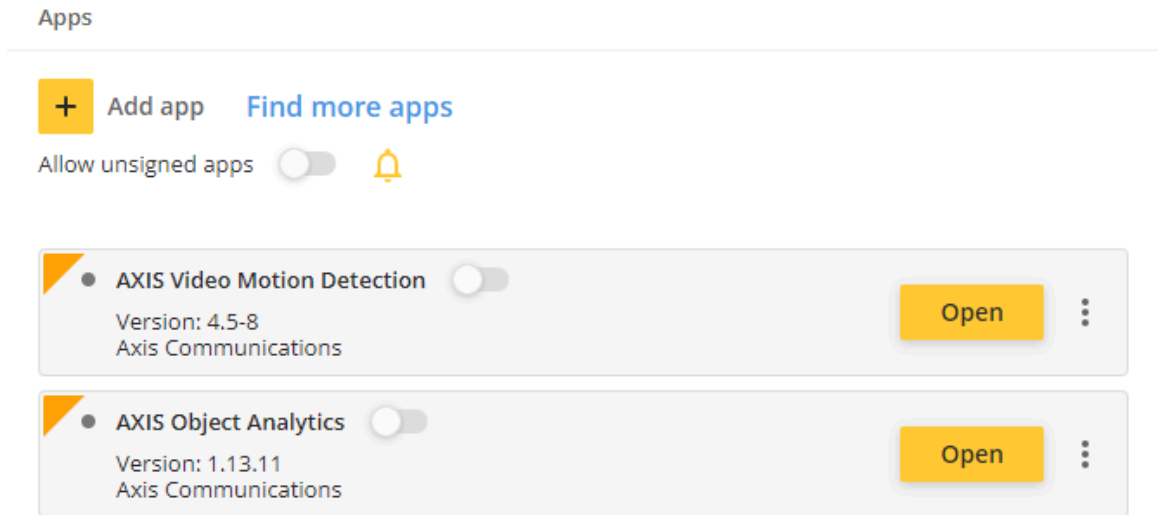 Apps
+ Add app Find more apps
Allow unsigned apps
AXIS Video Motion Detection
Version: 4.5-8
Axis Communications
Open
AXIS Object Analytics
Version: 1.13.11
Axis Communications
Open